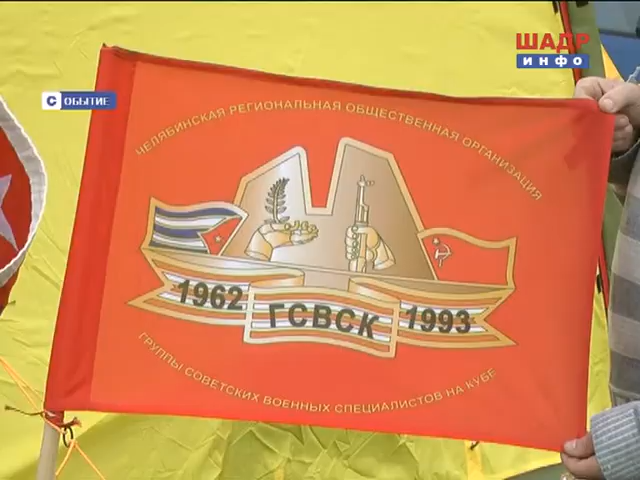 ШАДР
инфо
СОБЫТИЕ
ЧЕЛЯБИНСКАЯ РЕГИОНАЛЬНАЯ ОБЩЕСТВЕННАЯ ОРГАНИЗАЦИЯ
1962 ГСВСК 1993
ГРУППЫ СОВЕТСКИХ ВОЕННЫХ СПЕЦИАЛИСТОВ НА КУБЕ